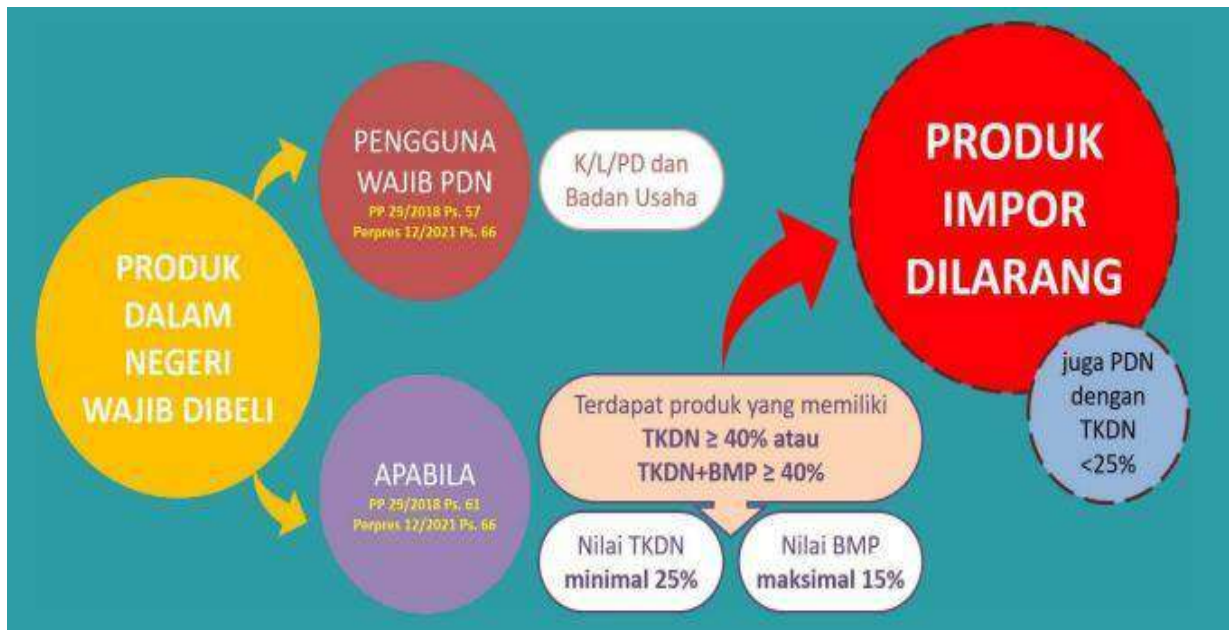 PRODUK
DALAM
NEGERI
WAJIB DIBELI
PENGGUNA
WAJIB PDN
PP 29/2018 Ps. 57
Perpres 12/2021 Ps. 66
K/L/PD dan
Badan Usaha
APABILA
PP 29/2018 Ps. 61
Perpres 12/2021 Ps. 66
Terdapat produk yang memiliki
TKDN ≥ 40% atau
TKDN+BMP ≥ 40%
Nilai TKDN
minimal 25%
Nilai BMP
maksimal 15%
PRODUK
IMPOR
DILARANG
juga PDN
dengan
TKDN
<25%